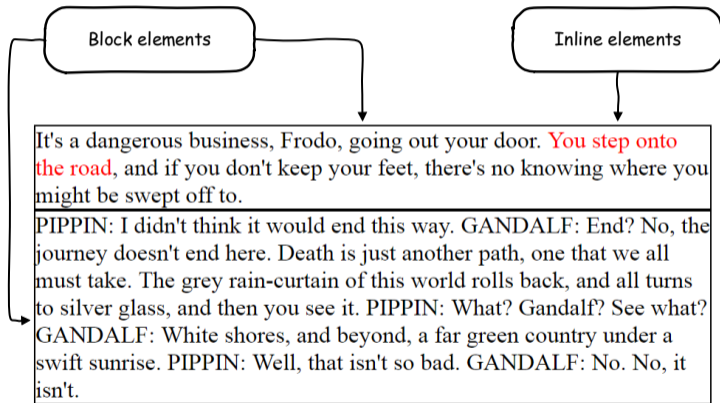 Block elements
Inline elements
It's a dangerous business, Frodo, going out your door. You step onto
the road, and if you don't keep your feet, there's no knowing where you
might be swept off to.
PIPPIN: I didn't think it would end this way. GANDALF: End? No, the
journey doesn't end here. Death is just another path, one that we all
must take. The grey rain-curtain of this world rolls back, and all turns
to silver glass, and then you see it. PIPPIN: What? Gandalf? See what?
GANDALF: White shores, and beyond, a far green country under a
swift sunrise. PIPPIN: Well, that isn't so bad. GANDALF: No. No, it
isn't.